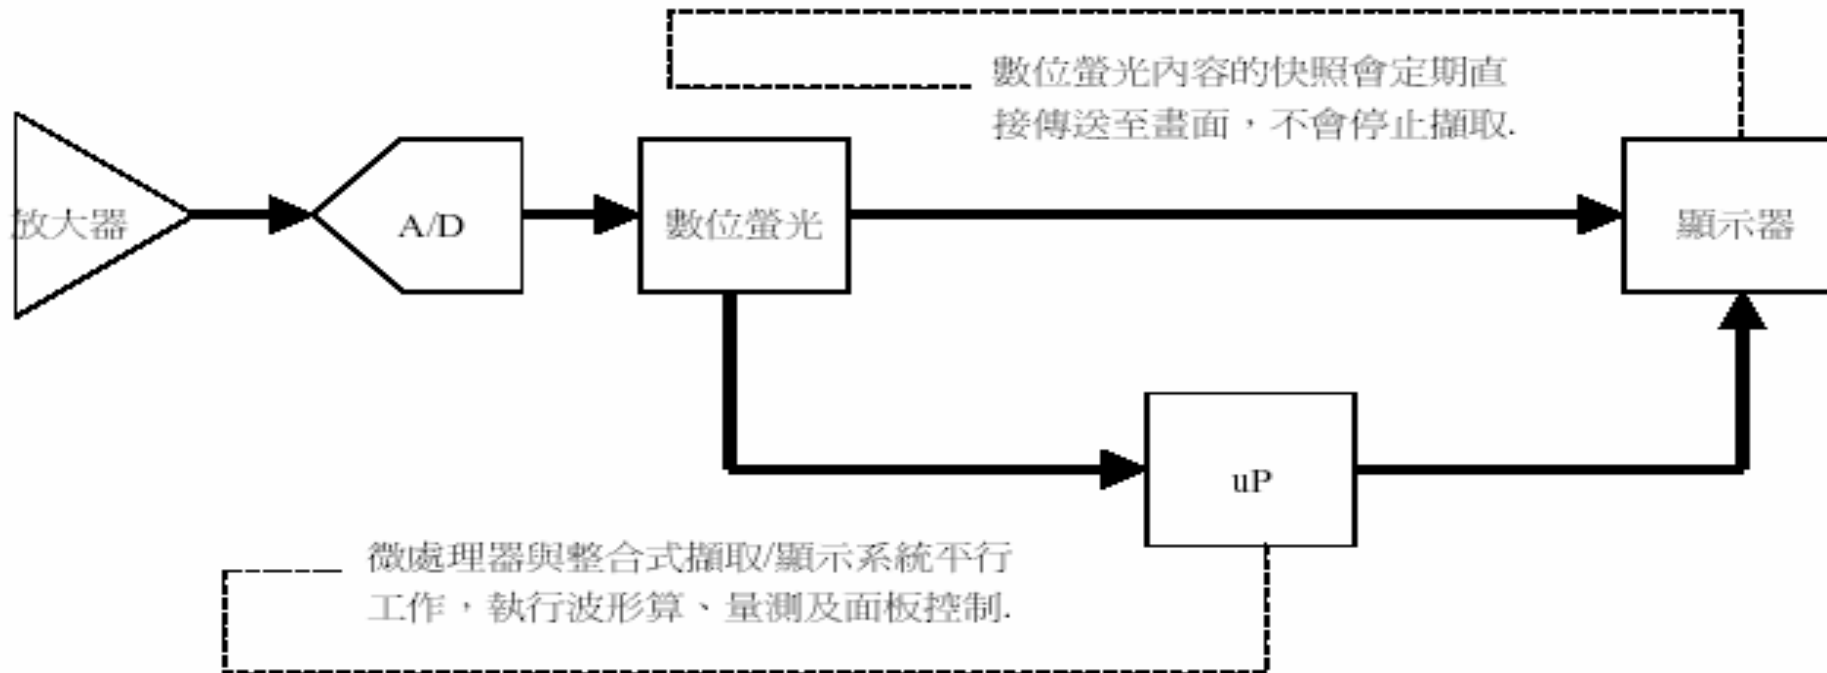 數位螢光內容的快照會定期直
接傳送至畫面，不會停止擷取.
放大器
A/D
數位螢光
顯示器
uP
微處理器與整合式擷取/顯示系統平行
工作，執行波形算、量測及面板控制.